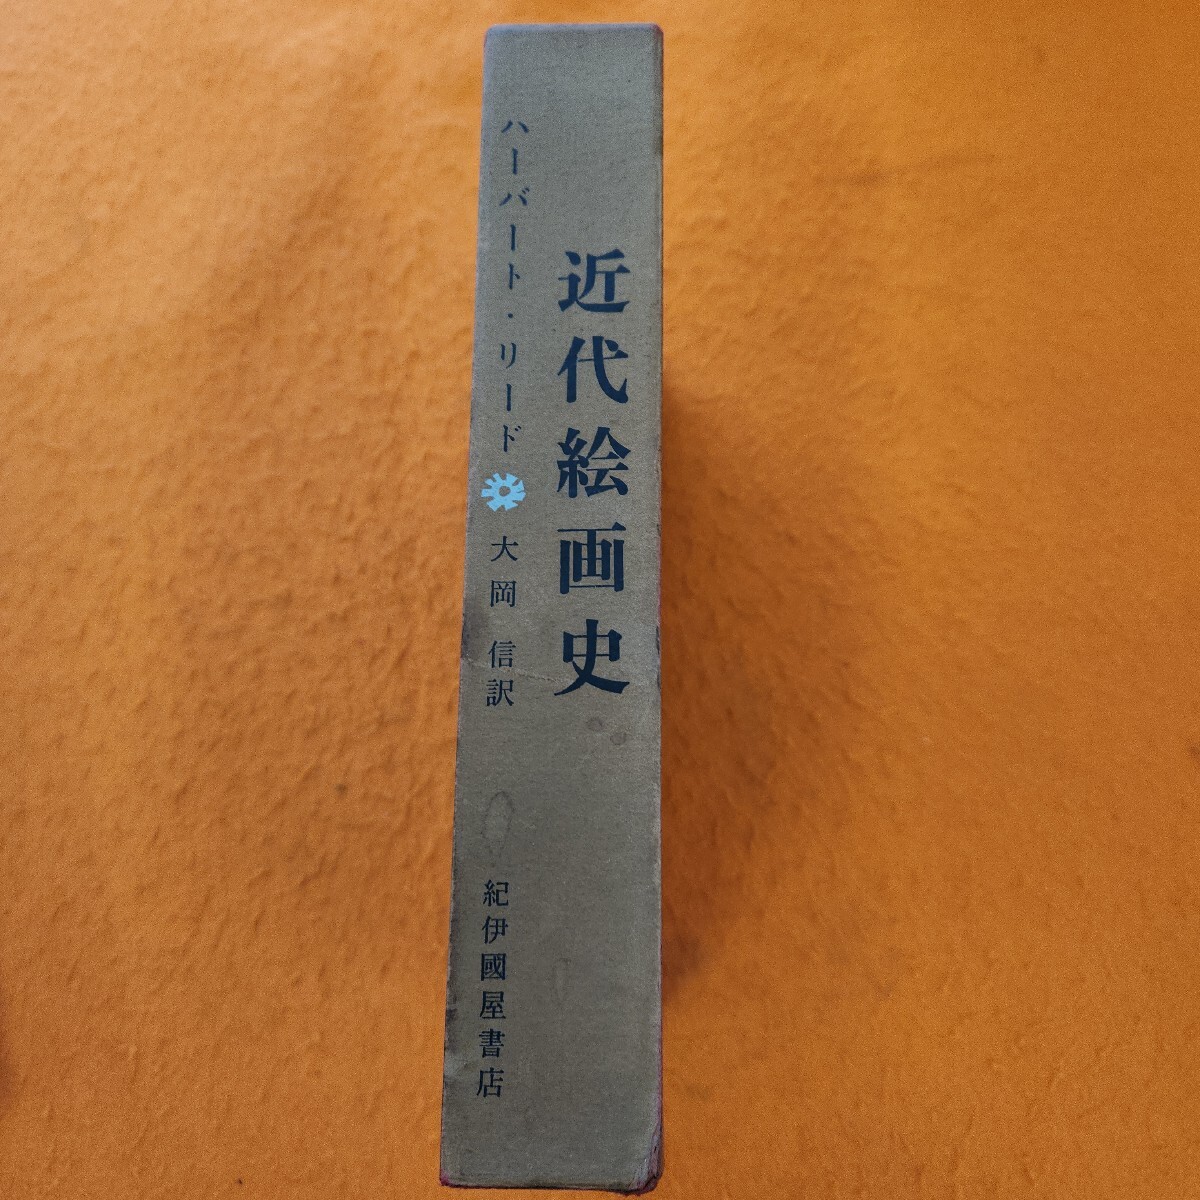 近代絵画史
ハーバート・リード
大岡信訳
紀伊國屋書店